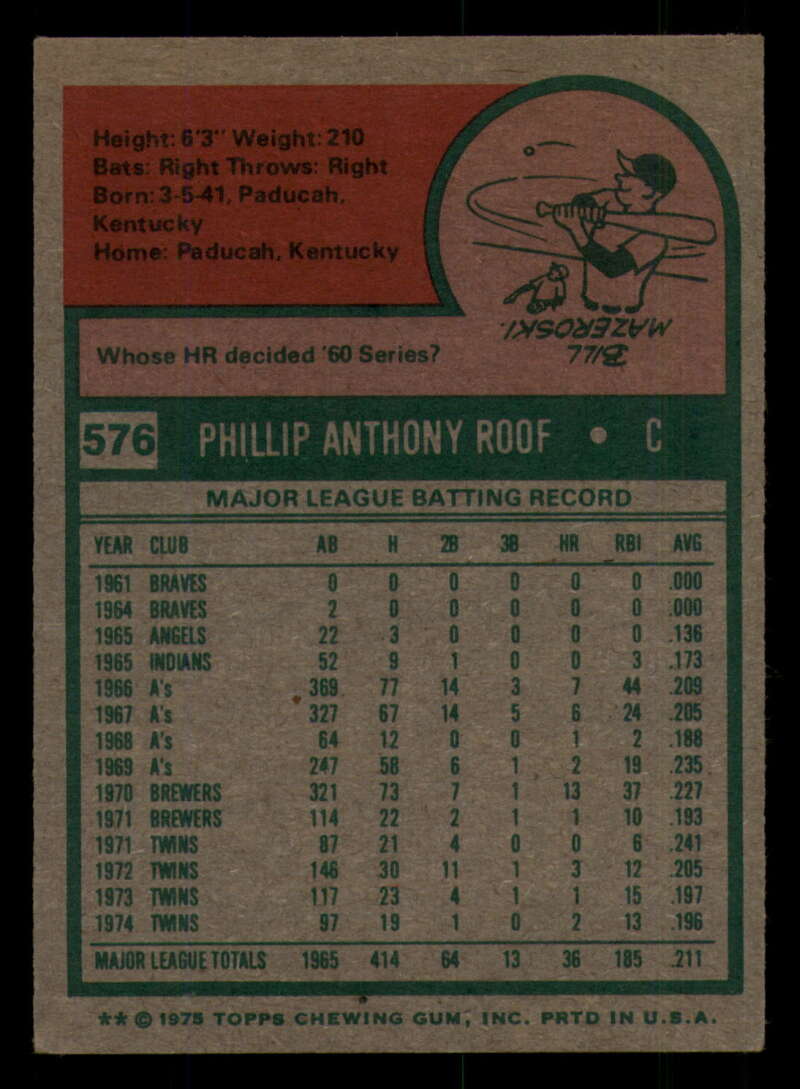 Height: 6'3" Weight: 210
Bats: Right Throws: Right
Born: 3-5-41, Paducah,
Kentucky
Home: Paducah, Kentucky
Whose HR decided '60 Series?
BILL
MAZEROSKI.
576 PHILLIP ANTHONY ROOF • C
MAJOR LEAGUE BATTING RECORD
YEAR CLUB AB H 2B 3B HR RBI AVG
1961 BRAVES 0 0 0 0 0 0 .000
1964 BRAVES 2 0 0 0 0 0 .000
1965 ANGELS 22 3 0 0 0 0 .136
1965 INDIANS 52 9 1 0 0 3 .173
1966 A's 369 77 14 3 7 44 .209
1967 A's 327 67 14 5 6 24 .205
1968 A's 64 12 0 0 1 2 .188
1969 A's 247 58 6 1 2 19 .235
1970 BREWERS 321 73 7 1 13 37 .227
1971 BREWERS 114 22 2 1 1 10 .193
1971 TWINS 87 21 4 0 0 6 .241
1972 TWINS 146 30 11 1 3 12 .205
1973 TWINS 117 23 4 1 1 15 .197
1974 TWINS 97 19 1 0 2 13 .196
MAJOR LEAGUE TOTALS 1965 414 64 13 36 185 .211
** © 1975 TOPPS CHEWING GUM, INC. PRTD IN U.S.A.